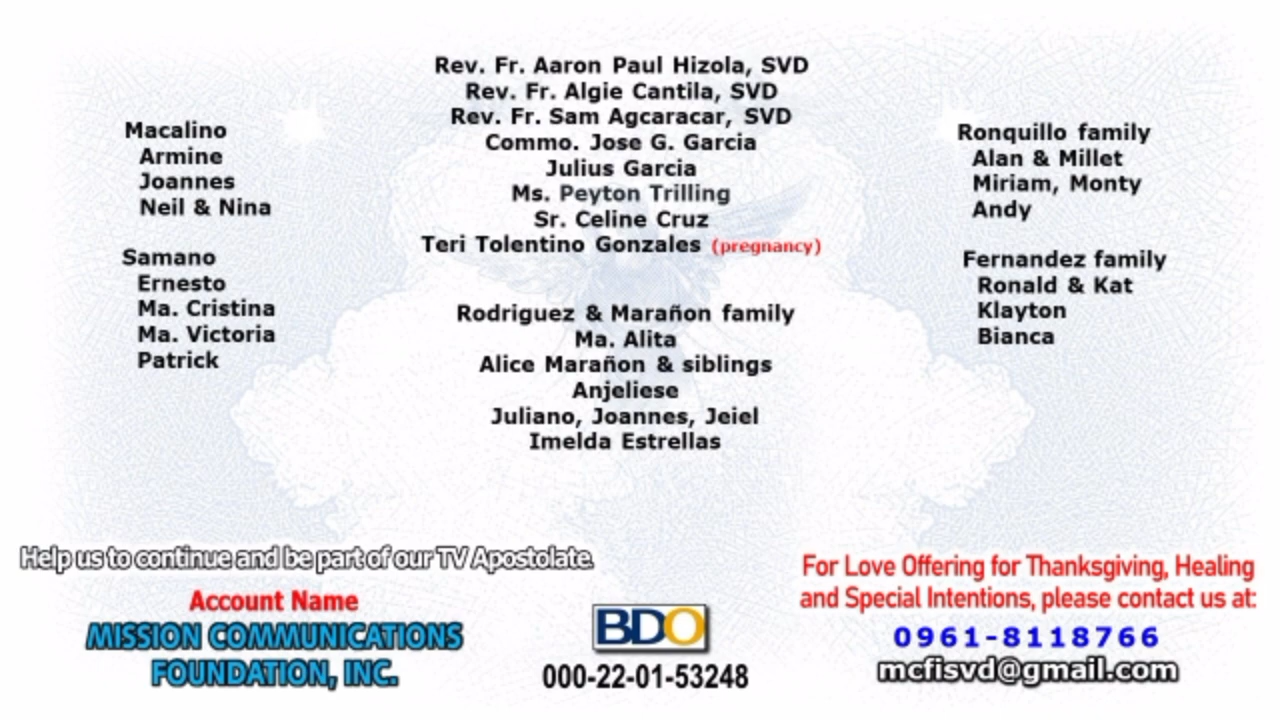 Macalino
Armine
Joannes
Neil & Nina
Samano
Ernesto
Ma. Cristina
Ma. Victoria
Patrick
Rev. Fr. Aaron Paul Hizola, SVD
Rev. Fr. Algie Cantila, SVD
Rev. Fr. Sam Agcaracar, SVD
Commo. Jose G. Garcia
Julius Garcia
Ms. Peyton Trilling
Sr. Celine Cruz
Teri Tolentino Gonzales (pregnancy)
Rodriguez & Marañon family
Ma. Alita
Alice Marañon & siblings
Anjeliese
Juliano, Joannes, Jeiel
Imelda Estrellas
Ronquillo family
Alan & Millet
Miriam, Monty
Andy
Fernandez family
Ronald & Kat
Klayton
Bianca
Help us to continue and be part of our TV Apostolate.
Account Name
MISSION COMMUNICATIONS
FOUNDATION, INC.
BDO
000-22-01-53248
For Love Offering for Thanksgiving, Healing
and Special Intentions, please contact us at:
0961-8118766
mcfisvd@gmail.com